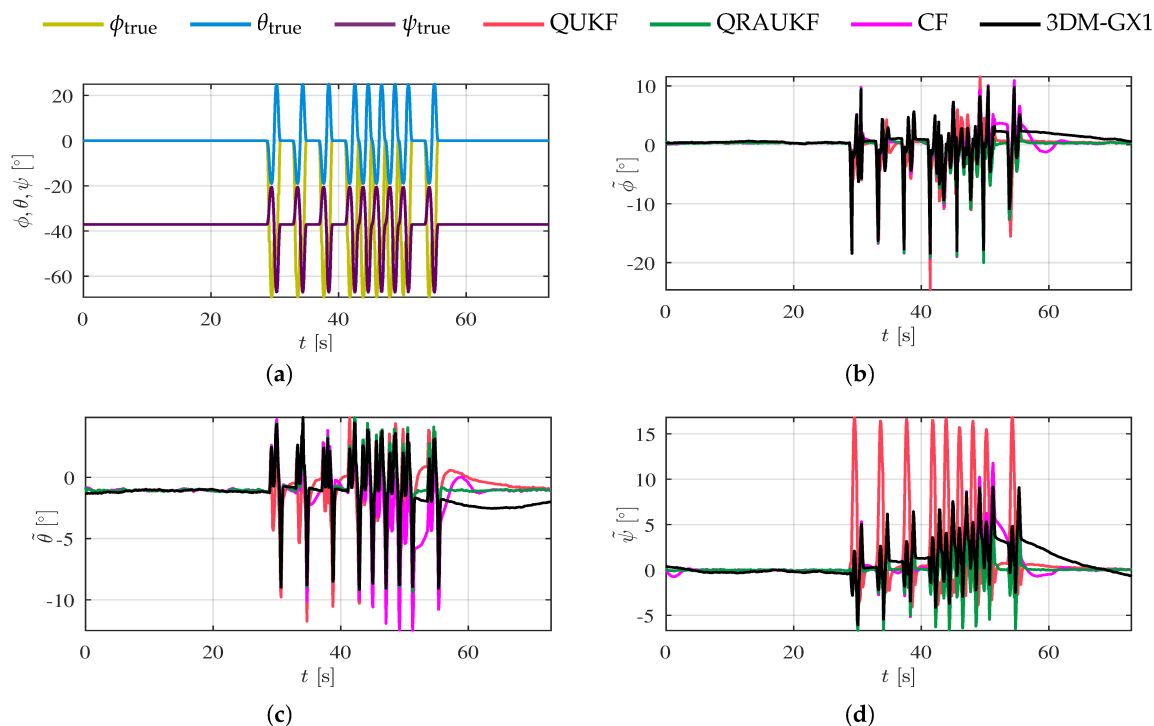 ϕtrue θtrue ψtrue QUKF QRAUKF CF 3DM-GX1
20
0
-20
-40
-60
ϕ, θ, ψ [°]
0 20 40 60
t [s]
(a)
10
0
-10
-20
ϕ̃ [°]
0 20 40 60
t [s]
(b)
0
-5
-10
θ̃ [°]
0 20 40 60
t [s]
(c)
15
10
5
0
-5
ψ̃ [°]
0 20 40 60
t [s]
(d)